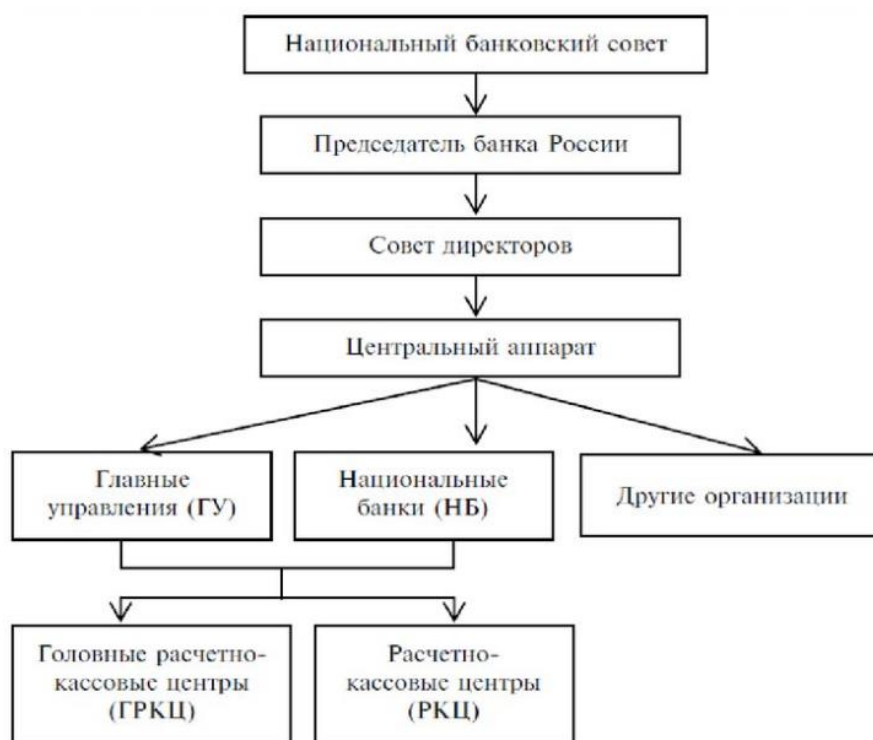 Национальный банковский совет
Председатель банка России
Совет директоров
Центральный аппарат
Главные
управления (ГУ)
Национальные
банки (НБ)
Другие организации
Головные расчетно-
кассовые центры
(ГРКЦ)
Расчетно-
кассовые центры
(РКЦ)